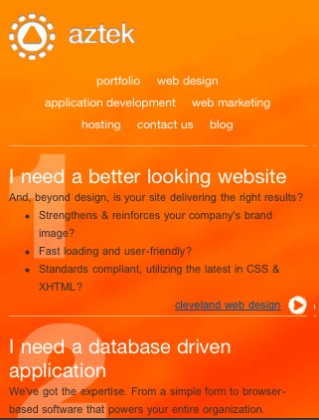 aztek
portfolio web design
application development web marketing
hosting contact us blog
1
I need a better looking website
And, beyond design, is your site delivering the right results?
• Strengthens & reinforces your company's brand
image?
• Fast loading and user-friendly?
• Standards compliant, utilizing the latest in CSS &
XHTML?
cleveland web design
2
I need a database driven
application
We've got the expertise. From a simple form to browser-
based software that powers your entire organization.